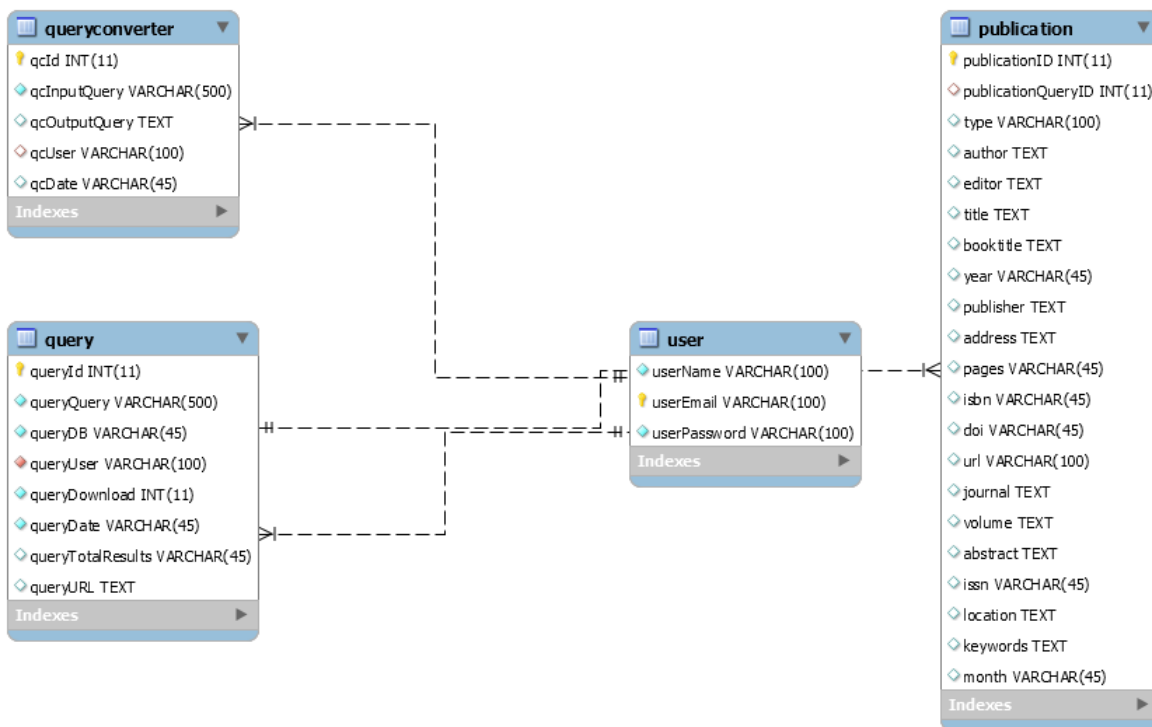 queryconverter
qcId INT(11)
qcInputQuery VARCHAR(500)
qcOutputQuery TEXT
qcUser VARCHAR(100)
qcDate VARCHAR(45)
Indexes
query
queryId INT(11)
queryQuery VARCHAR(500)
queryDB VARCHAR(45)
queryUser VARCHAR(100)
queryDownload INT(11)
queryDate VARCHAR(45)
queryTotalResults VARCHAR(45)
queryURL TEXT
Indexes
user
userName VARCHAR(100)
userEmail VARCHAR(100)
userPassword VARCHAR(100)
Indexes
publication
publicationID INT(11)
publicationQueryID INT(11)
type VARCHAR(100)
author TEXT
editor TEXT
title TEXT
booktitle TEXT
year VARCHAR(45)
publisher TEXT
address TEXT
pages VARCHAR(45)
isbn VARCHAR(45)
doi VARCHAR(45)
url VARCHAR(100)
journal TEXT
volume TEXT
abstract TEXT
issn VARCHAR(45)
location TEXT
keywords TEXT
month VARCHAR(45)
Indexes